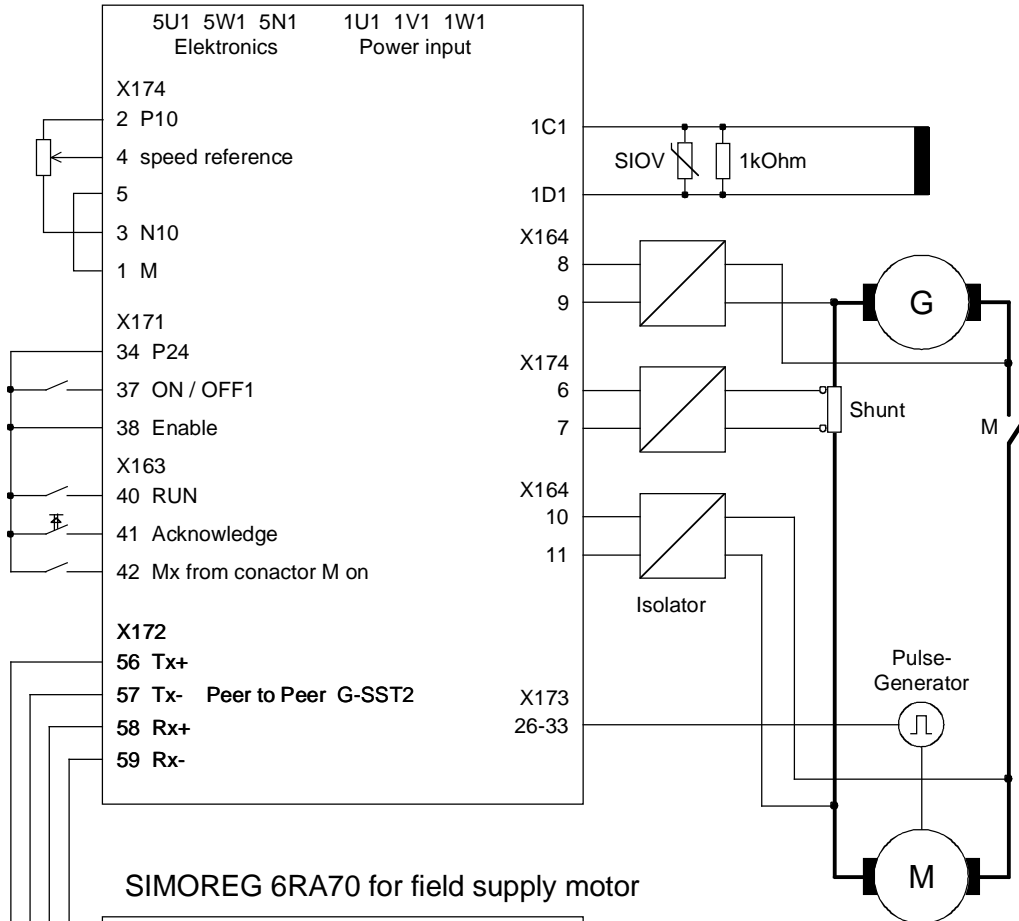 5U1 5W1 5N1 1U1 1V1 1W1
Elektronics Power input
X174
2 P10
4 speed reference
5
3 N10
1 M
X171
34 P24
37 ON / OFF1
38 Enable
X163
40 RUN
41 Acknowledge
42 Mx from conactor M on
X172
56 Tx+
57 Tx- Peer to Peer G-SST2
58 Rx+
59 Rx-
1C1
1D1
SIOV
1kOhm
X164
8
9
X174
6
7
X164
10
11
Isolator
X173
26-33
G
Shunt
M
Pulse-
Generator
M
SIMOREG 6RA70 for field supply motor